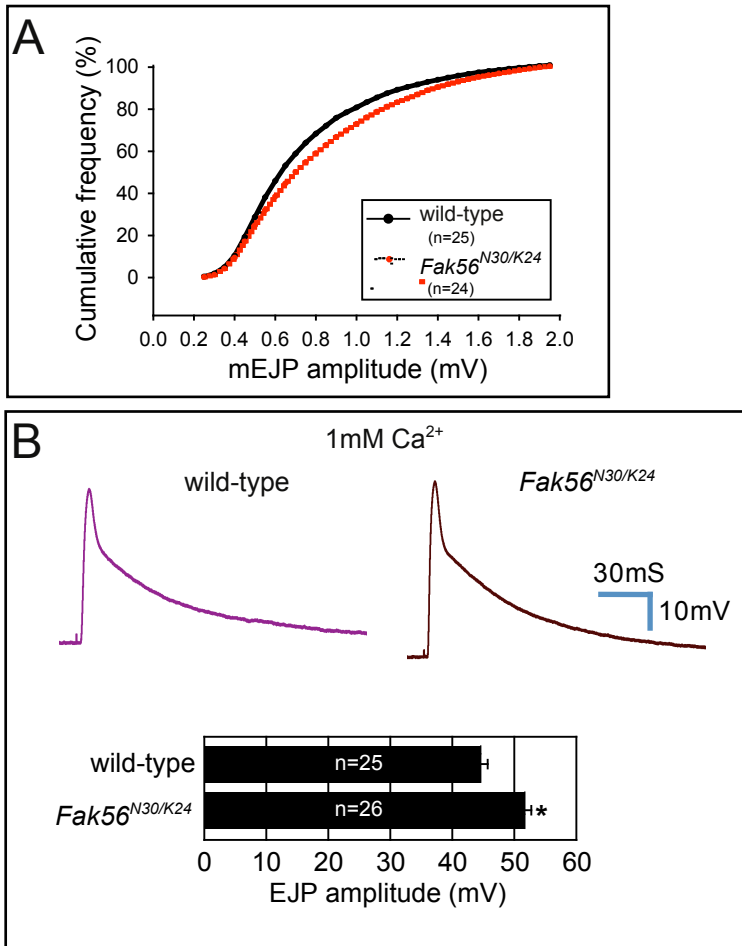 A
Cumulative frequency (%)
100
80
60
40
20
0
wild-type
(n=25)
Fak56N30/K24
(n=24)
0.0 0.2 0.4 0.6 0.8 1.0 1.2 1.4 1.6 1.8 2.0
mEJP amplitude (mV)
B
1mM Ca2+
wild-type
Fak56N30/K24
30mS
10mV
wild-type
n=25
Fak56N30/K24
n=26
*
0 10 20 30 40 50 60
EJP amplitude (mV)